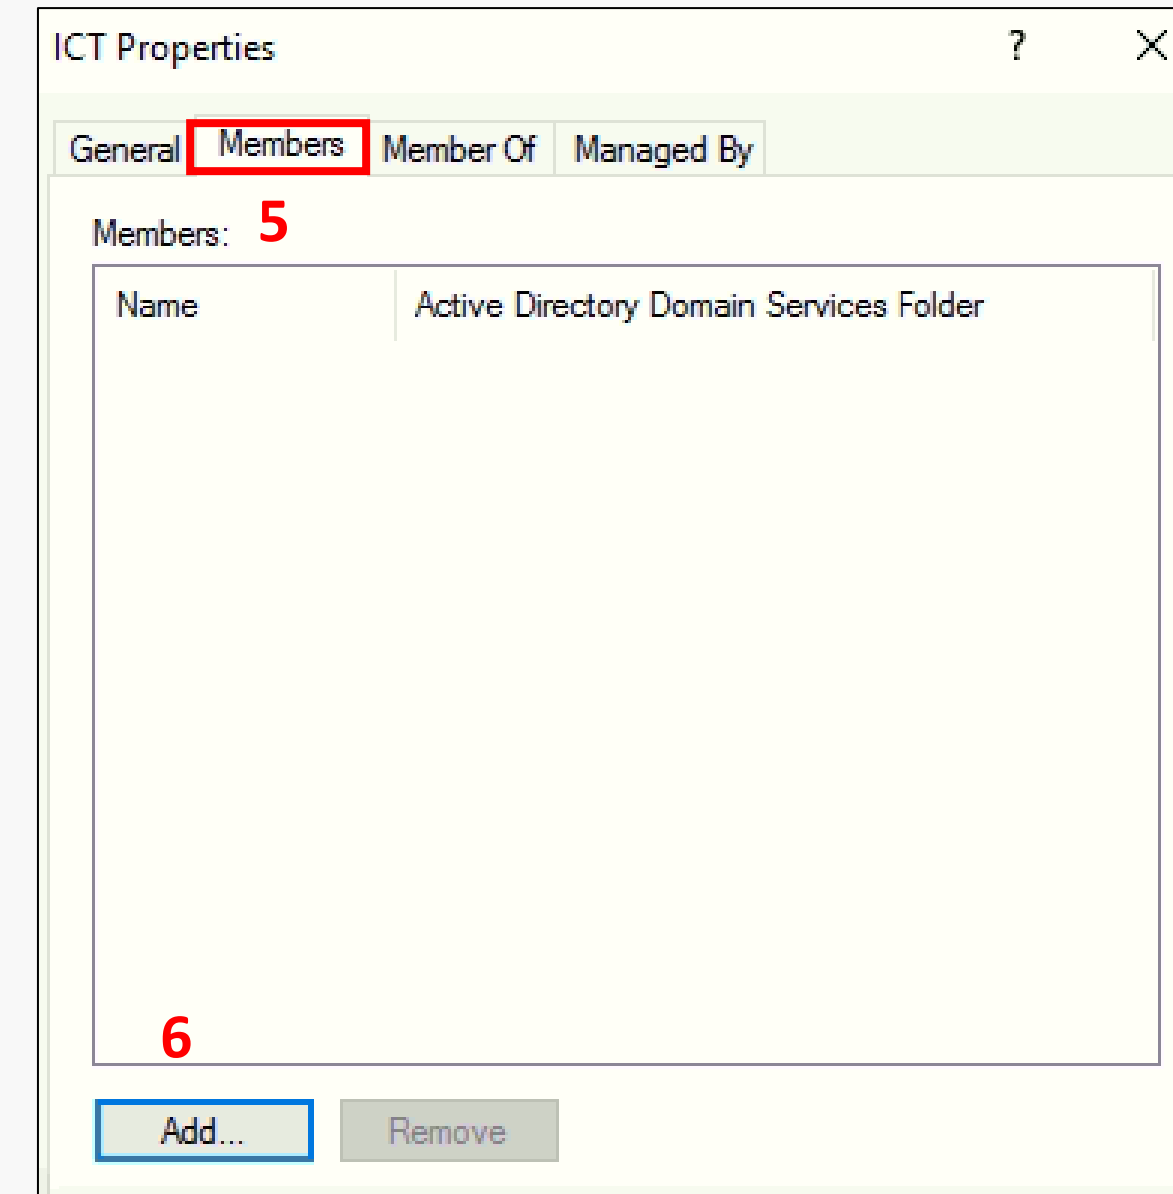 ICT Properties ? ×
General Members Member Of Managed By
Members: 5
Name Active Directory Domain Services Folder
6
Add... Remove